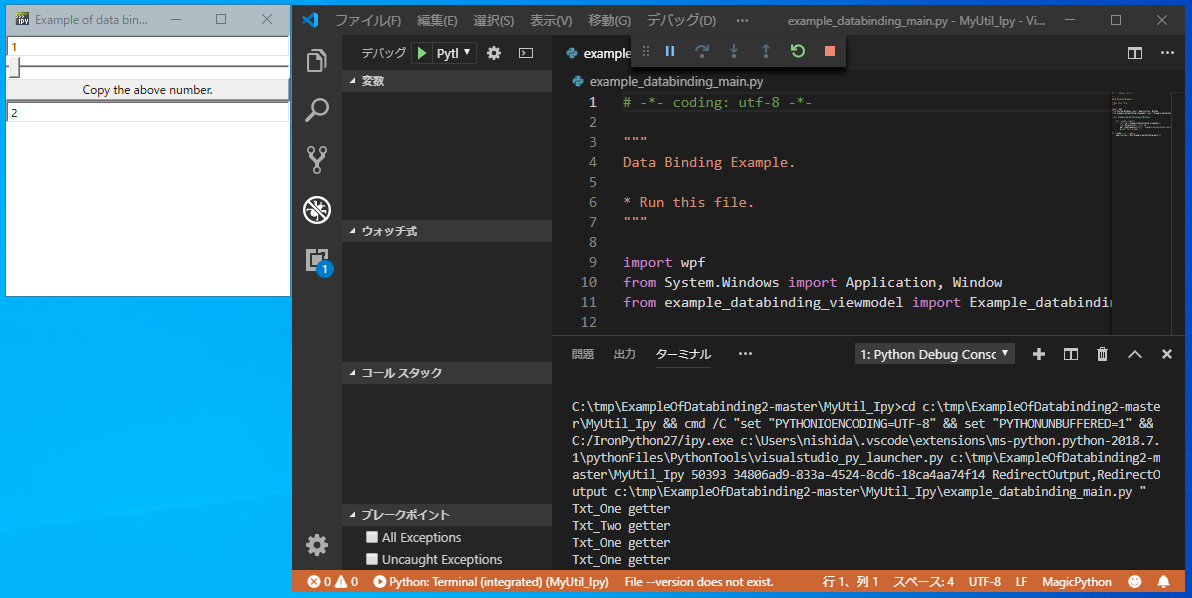 Example of data bin...
1
Copy the above number.
2
ファイル(F) 編集(E) 選択(S) 表示(V) 移動(G) デバッグ(D) ··· example_databinding_main.py - MyUtil_Ipy - Vi...
デバッグ Pytl
example
変数
ウォッチ式
コール スタック
ブレークポイント
All Exceptions
Uncaught Exceptions
1
example_databinding_main.py
1 # -*- coding: utf-8 -*-
2
3 """
4 Data Binding Example.
5
6 * Run this file.
7 """
8
9 import wpf
10 from System.Windows import Application, Window
11 from example_databinding_viewmodel import Example_databindin
12
問題 出力 ターミナル ··· 1: Python Debug Consc
C:\tmp\ExampleOfDatabinding2-master\MyUtil_Ipy>cd c:\tmp\ExampleOfDatabinding2-maste
r\MyUtil_Ipy && cmd /C "set "PYTHONIOENCODING=UTF-8" && set "PYTHONUNBUFFERED=1" &&
C:/IronPython27/ipy.exe c:\Users\nishida\.vscode\extensions\ms-python.python-2018.7.
1\pythonFiles\PythonTools\visualstudio_py_launcher.py c:\tmp\ExampleOfDatabinding2-m
aster\MyUtil_Ipy 50393 34806ad9-833a-4524-8cd6-18ca4aa74f14 RedirectOutput,RedirectO
utput c:\tmp\ExampleOfDatabinding2-master\MyUtil_Ipy\example_databinding_main.py "
Txt_One getter
Txt_Two getter
Txt_One getter
Txt_One getter
0 0 Python: Terminal (integrated) (MyUtil_Ipy) File --version does not exist. 行 1、列 1 スペース: 4 UTF-8 LF MagicPython